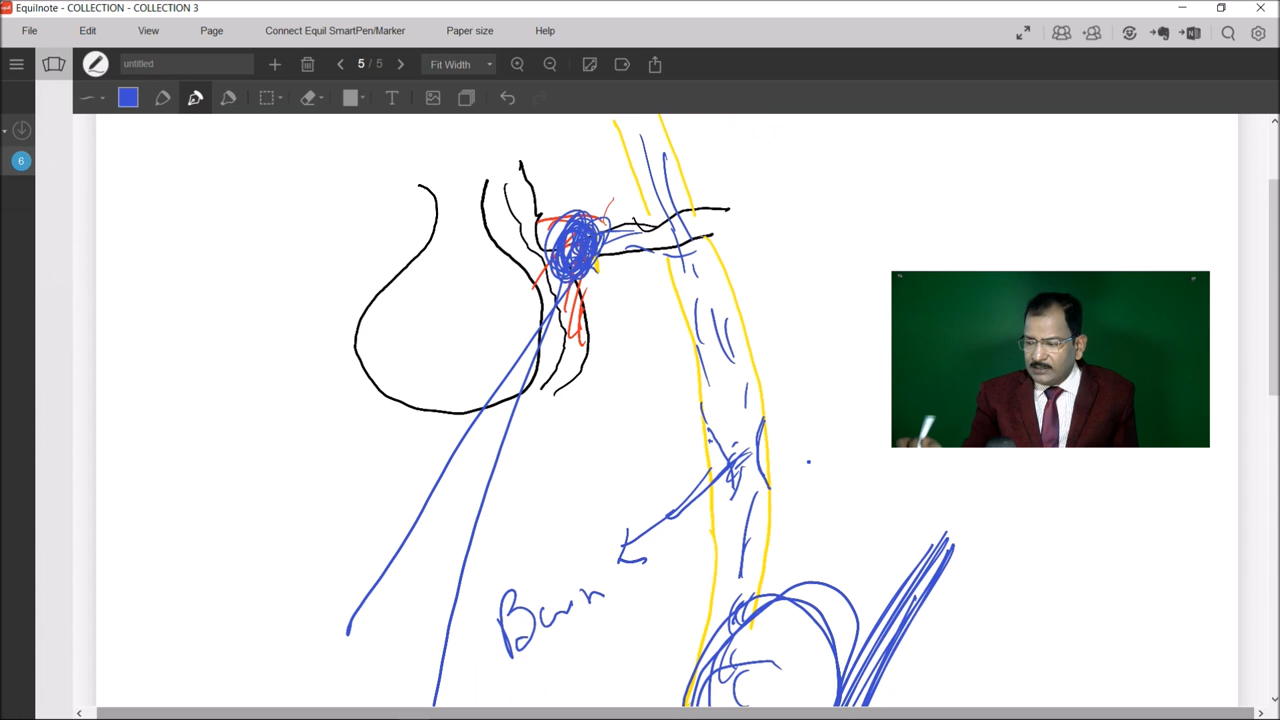 Equilnote - COLLECTION - COLLECTION 3
File Edit View Page Connect Equil SmartPen/Marker Paper size Help
untitled 5 / 5 Fit Width
6